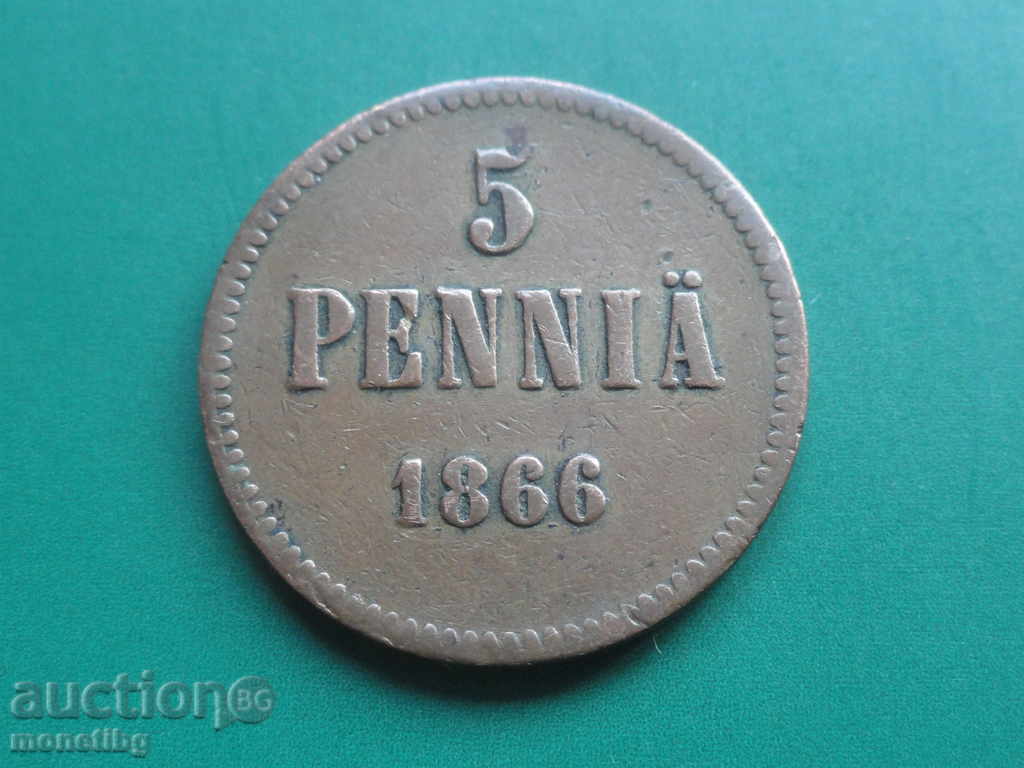 5
PENNIÄ
1866
auction BG
monetibg